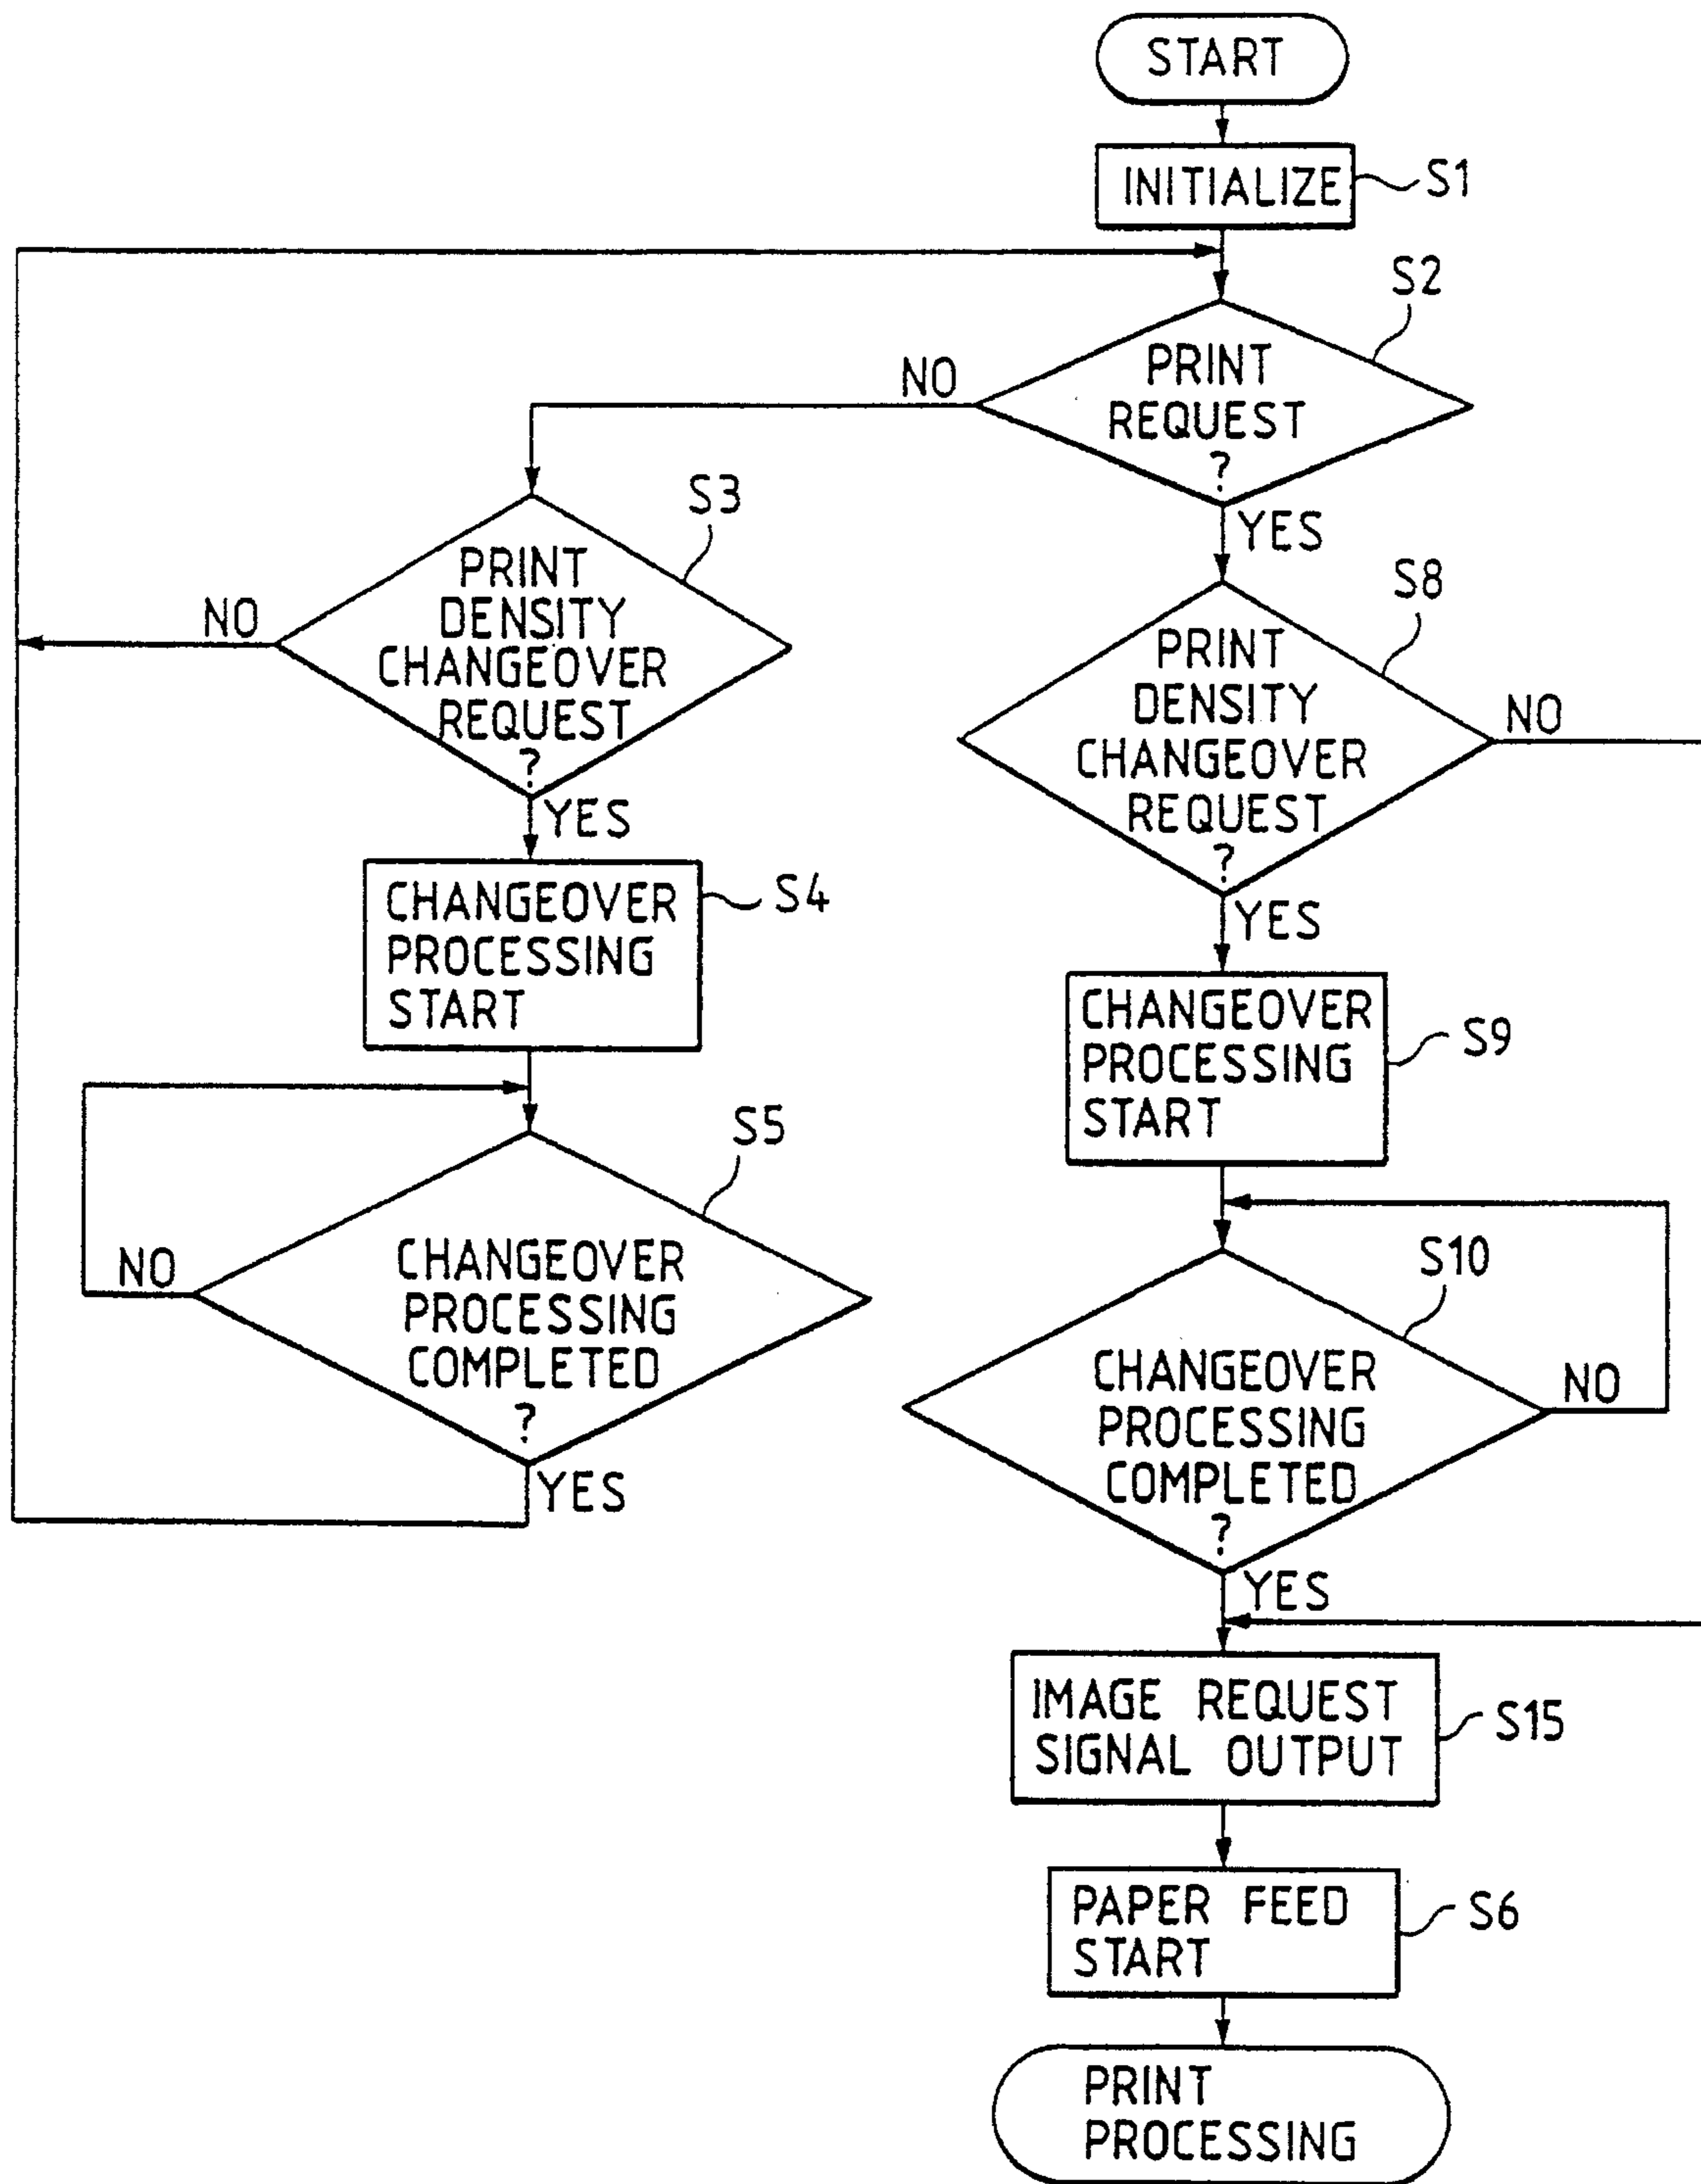 START
INITIALIZE
S1
S2
PRINT
REQUEST
?
NO
YES
S3
PRINT
DENSITY
CHANGEOVER
REQUEST
?
NO
YES
S8
PRINT
DENSITY
CHANGEOVER
REQUEST
?
NO
YES
CHANGEOVER
PROCESSING
START
S4
CHANGEOVER
PROCESSING
START
S9
S5
CHANGEOVER
PROCESSING
COMPLETED
?
NO
YES
S10
CHANGEOVER
PROCESSING
COMPLETED
?
NO
YES
IMAGE REQUEST
SIGNAL OUTPUT
S15
PAPER FEED
START
S6
PRINT
PROCESSING